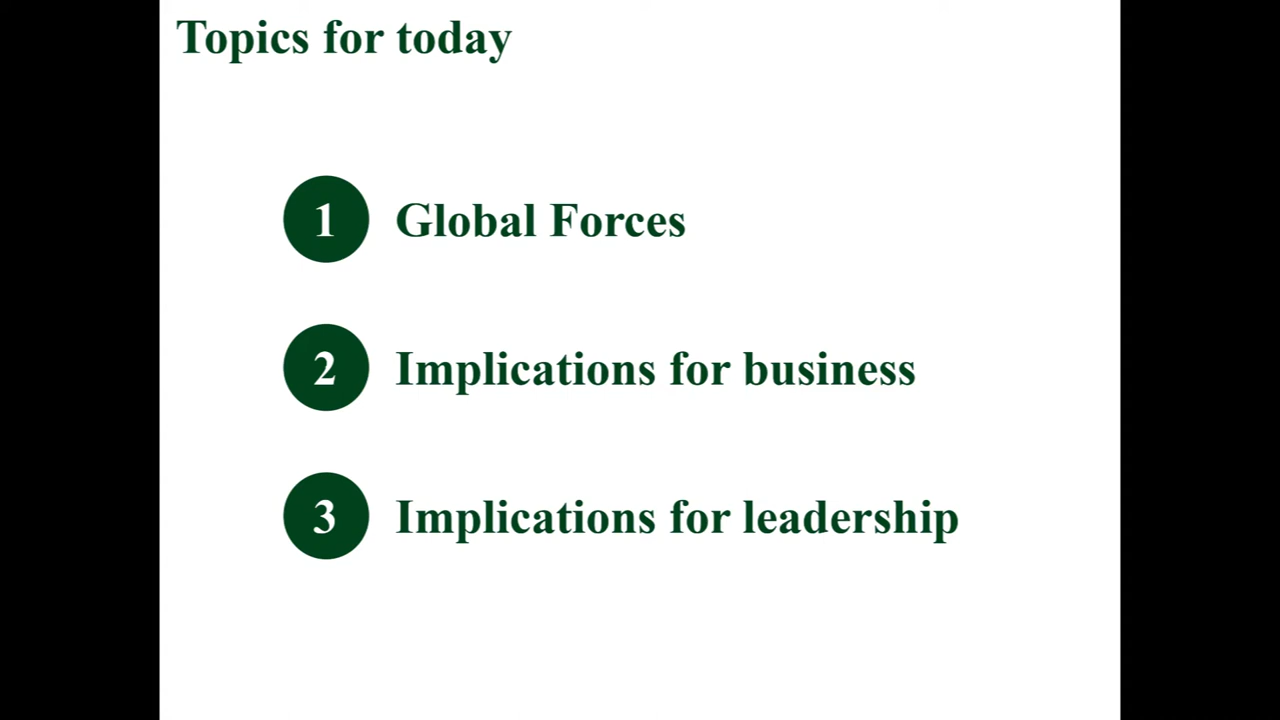 Topics for today
1 Global Forces
2 Implications for business
3 Implications for leadership